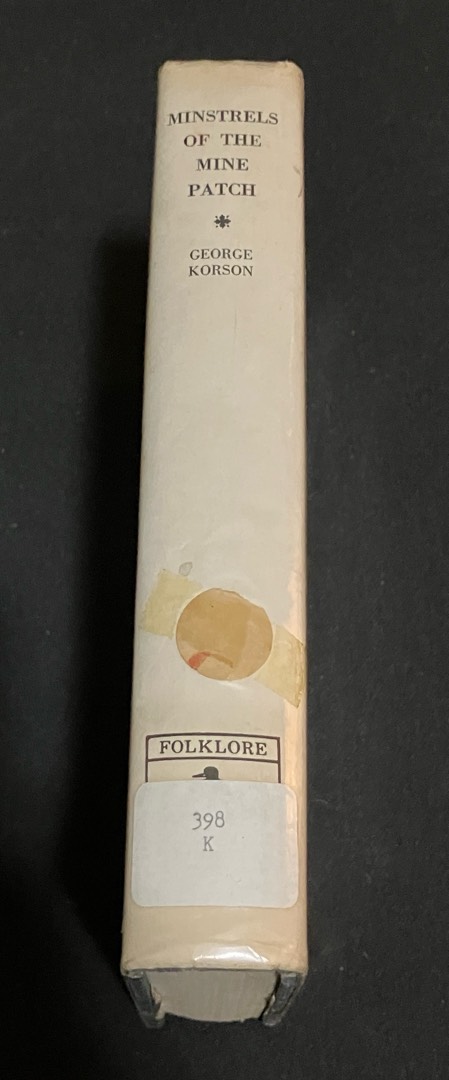 MINSTRELS
OF THE
MINE
PATCH
GEORGE
KORSON
FOLKLORE
398
K